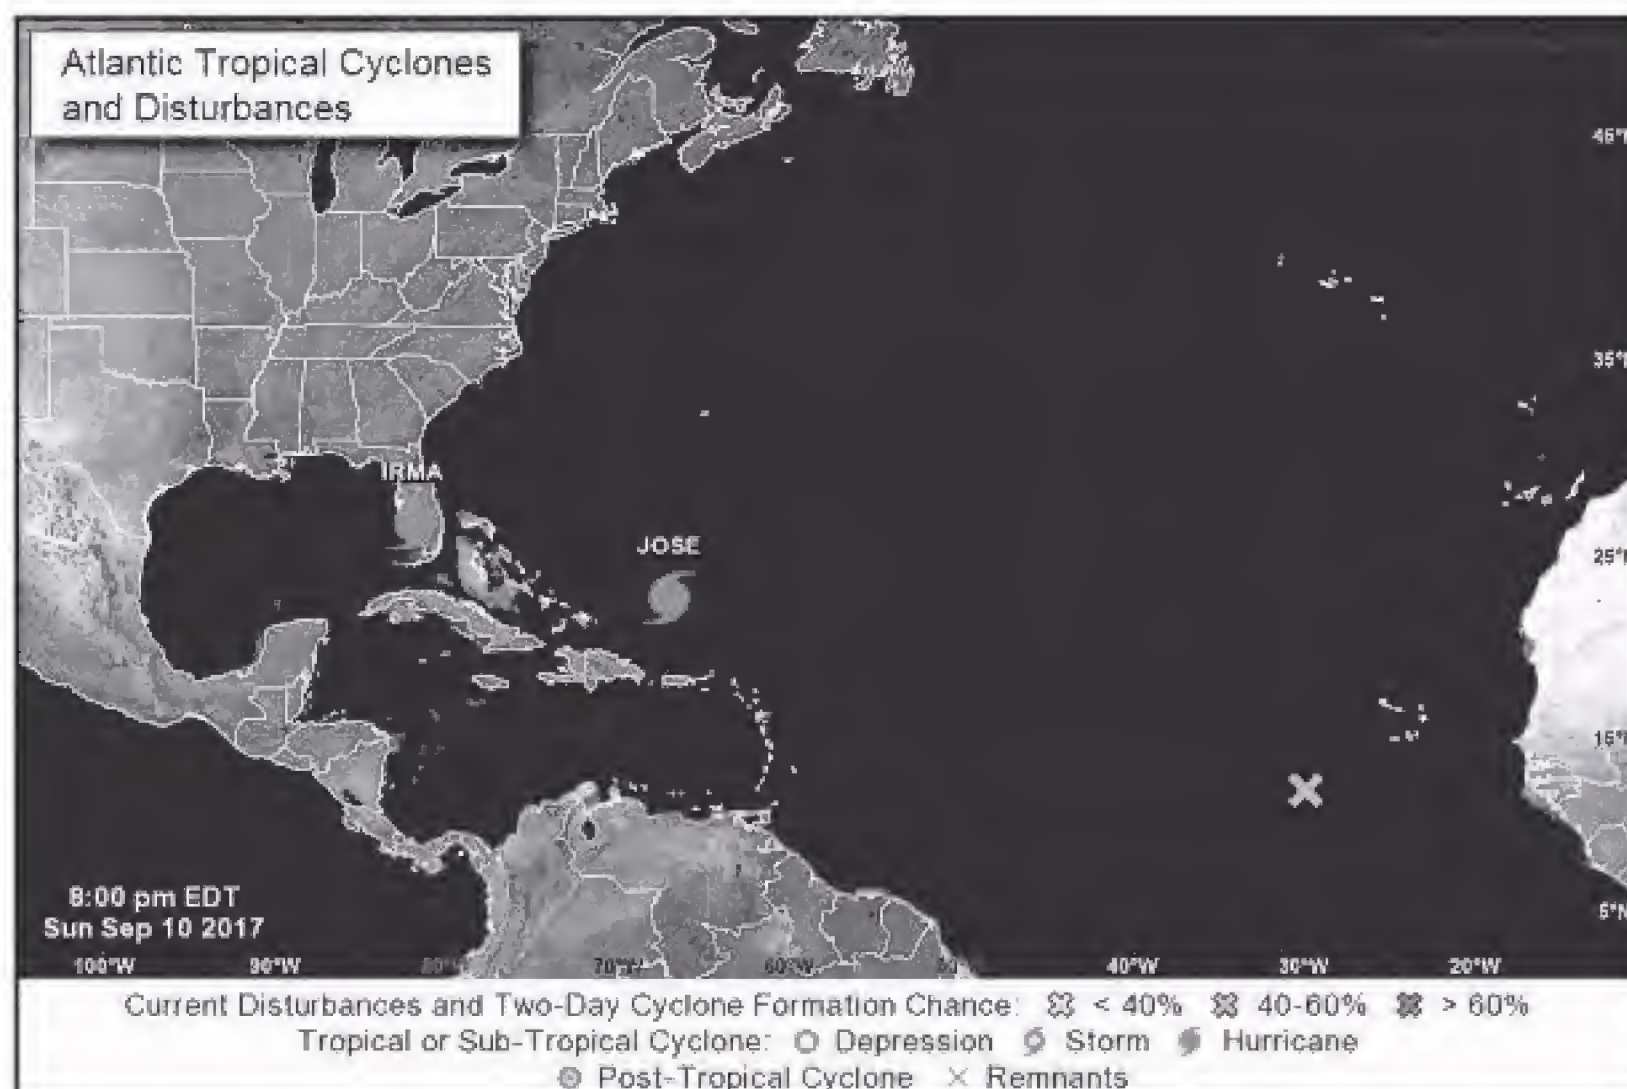 Atlantic Tropical Cyclones
and Disturbances
45°N
35°N
IRMA
JOSE
25°N
15°N
8:00 pm EDT
Sun Sep 10 2017
5°N
100°W 90°W 80°W 70°W 60°W 40°W 30°W 20°W
Current Disturbances and Two-Day Cyclone Formation Chance: < 40% 40-60% > 60%
Tropical or Sub-Tropical Cyclone: Depression Storm Hurricane
Post-Tropical Cyclone Remnants